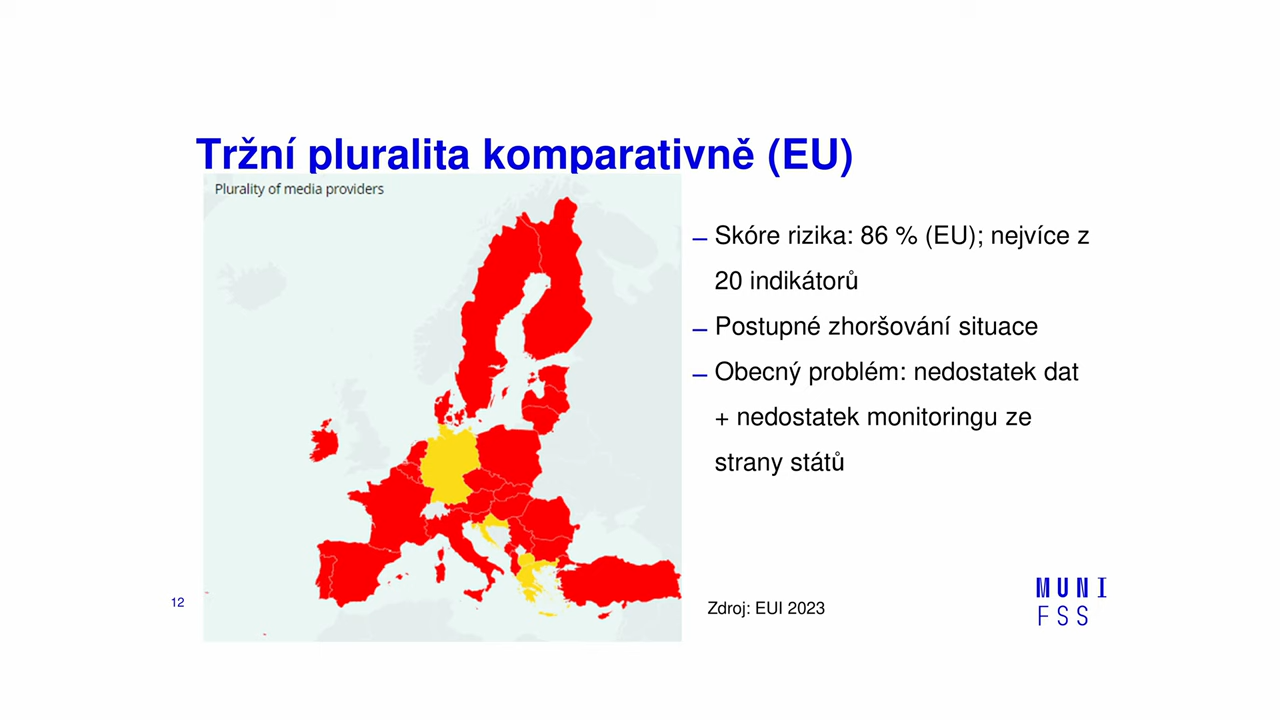 Tržní pluralita komparativně (EU)
Plurality of media providers
– Skóre rizika: 86 % (EU); nejvíce z
20 indikátorů
– Postupné zhoršování situace
– Obecný problém: nedostatek dat
+ nedostatek monitoringu ze
strany států
12
Zdroj: EUI 2023
MUNI
FSS